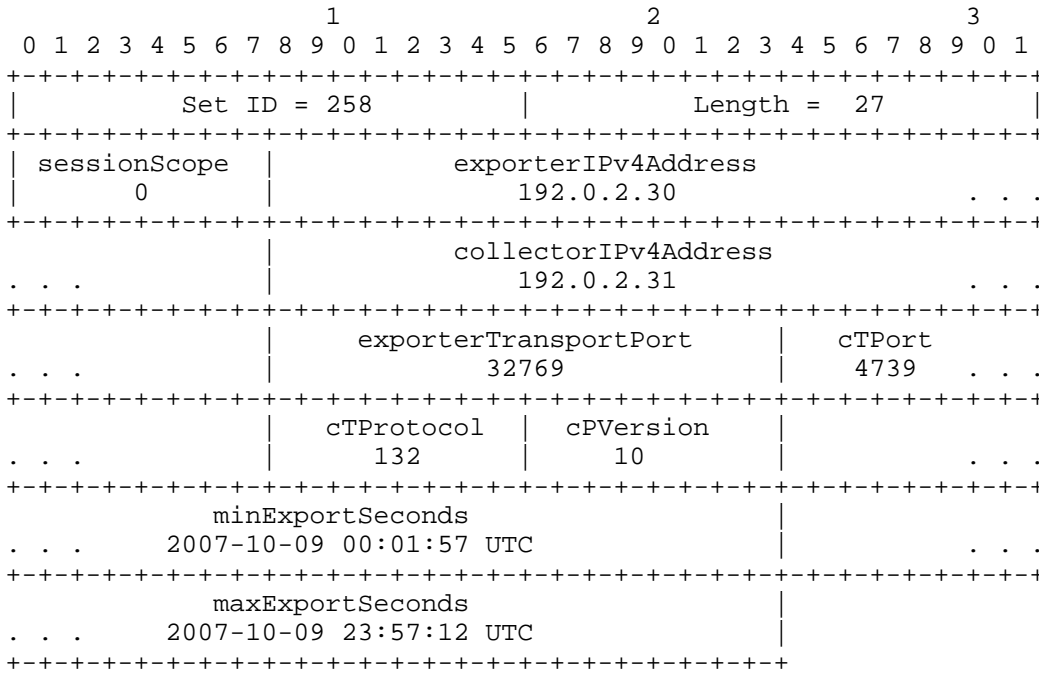 1                   2                   3
 0 1 2 3 4 5 6 7 8 9 0 1 2 3 4 5 6 7 8 9 0 1 2 3 4 5 6 7 8 9 0 1
+-+-+-+-+-+-+-+-+-+-+-+-+-+-+-+-+-+-+-+-+-+-+-+-+-+-+-+-+-+-+-+-+
|          Set ID = 258         |          Length =  27         |
+-+-+-+-+-+-+-+-+-+-+-+-+-+-+-+-+-+-+-+-+-+-+-+-+-+-+-+-+-+-+-+-+
| sessionScope  |           exporterIPv4Address
|       0       |               192.0.2.30                  . . .
+-+-+-+-+-+-+-+-+-+-+-+-+-+-+-+-+-+-+-+-+-+-+-+-+-+-+-+-+-+-+-+-+
                |           collectorIPv4Address
. . .           |               192.0.2.31                  . . .
+-+-+-+-+-+-+-+-+-+-+-+-+-+-+-+-+-+-+-+-+-+-+-+-+-+-+-+-+-+-+-+-+
                |     exporterTransportPort     |   cTPort
. . .           |             32769             |    4739   . . .
+-+-+-+-+-+-+-+-+-+-+-+-+-+-+-+-+-+-+-+-+-+-+-+-+-+-+-+-+-+-+-+-+
                |   cTProtocol  |  cPVersion    |
. . .           |      132      |     10        |           . . .
+-+-+-+-+-+-+-+-+-+-+-+-+-+-+-+-+-+-+-+-+-+-+-+-+-+-+-+-+-+-+-+-+
             minExportSeconds                   |
. . .     2007-10-09 00:01:57 UTC               |           . . .
+-+-+-+-+-+-+-+-+-+-+-+-+-+-+-+-+-+-+-+-+-+-+-+-+-+-+-+-+-+-+-+-+
             maxExportSeconds                   |
. . .     2007-10-09 23:57:12 UTC               |
+-+-+-+-+-+-+-+-+-+-+-+-+-+-+-+-+-+-+-+-+-+-+-+-+